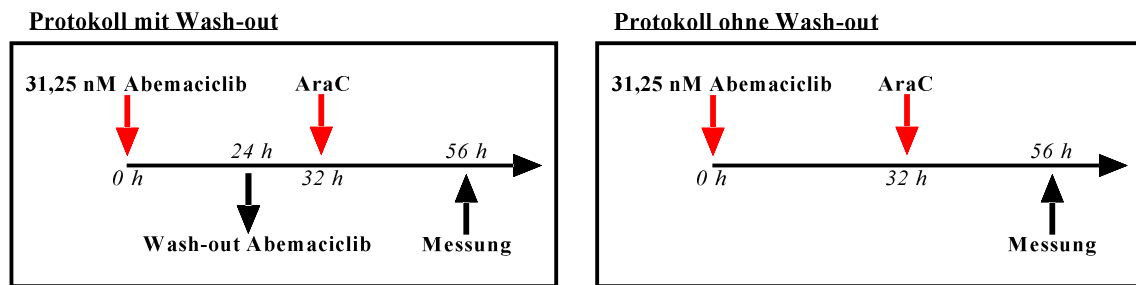 Protokoll mit Wash-out
31,25 nM Abemaciclib
AraC
24 h
56 h
0 h
32 h
Wash-out Abemaciclib
Messung
Protokoll ohne Wash-out
31,25 nM Abemaciclib
AraC
56 h
0 h
32 h
Messung